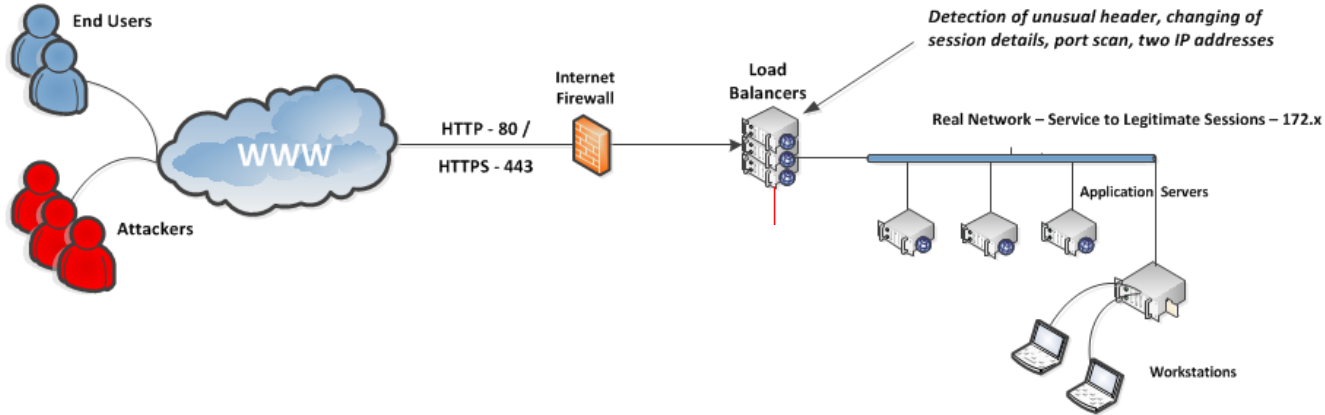 End Users
Detection of unusual header, changing of
session details, port scan, two IP addresses
Internet
Firewall
Load
Balancers
HTTP - 80 /
HTTPS - 443
WWW
Real Network – Service to Legitimate Sessions – 172.x
Application Servers
Attackers
Workstations